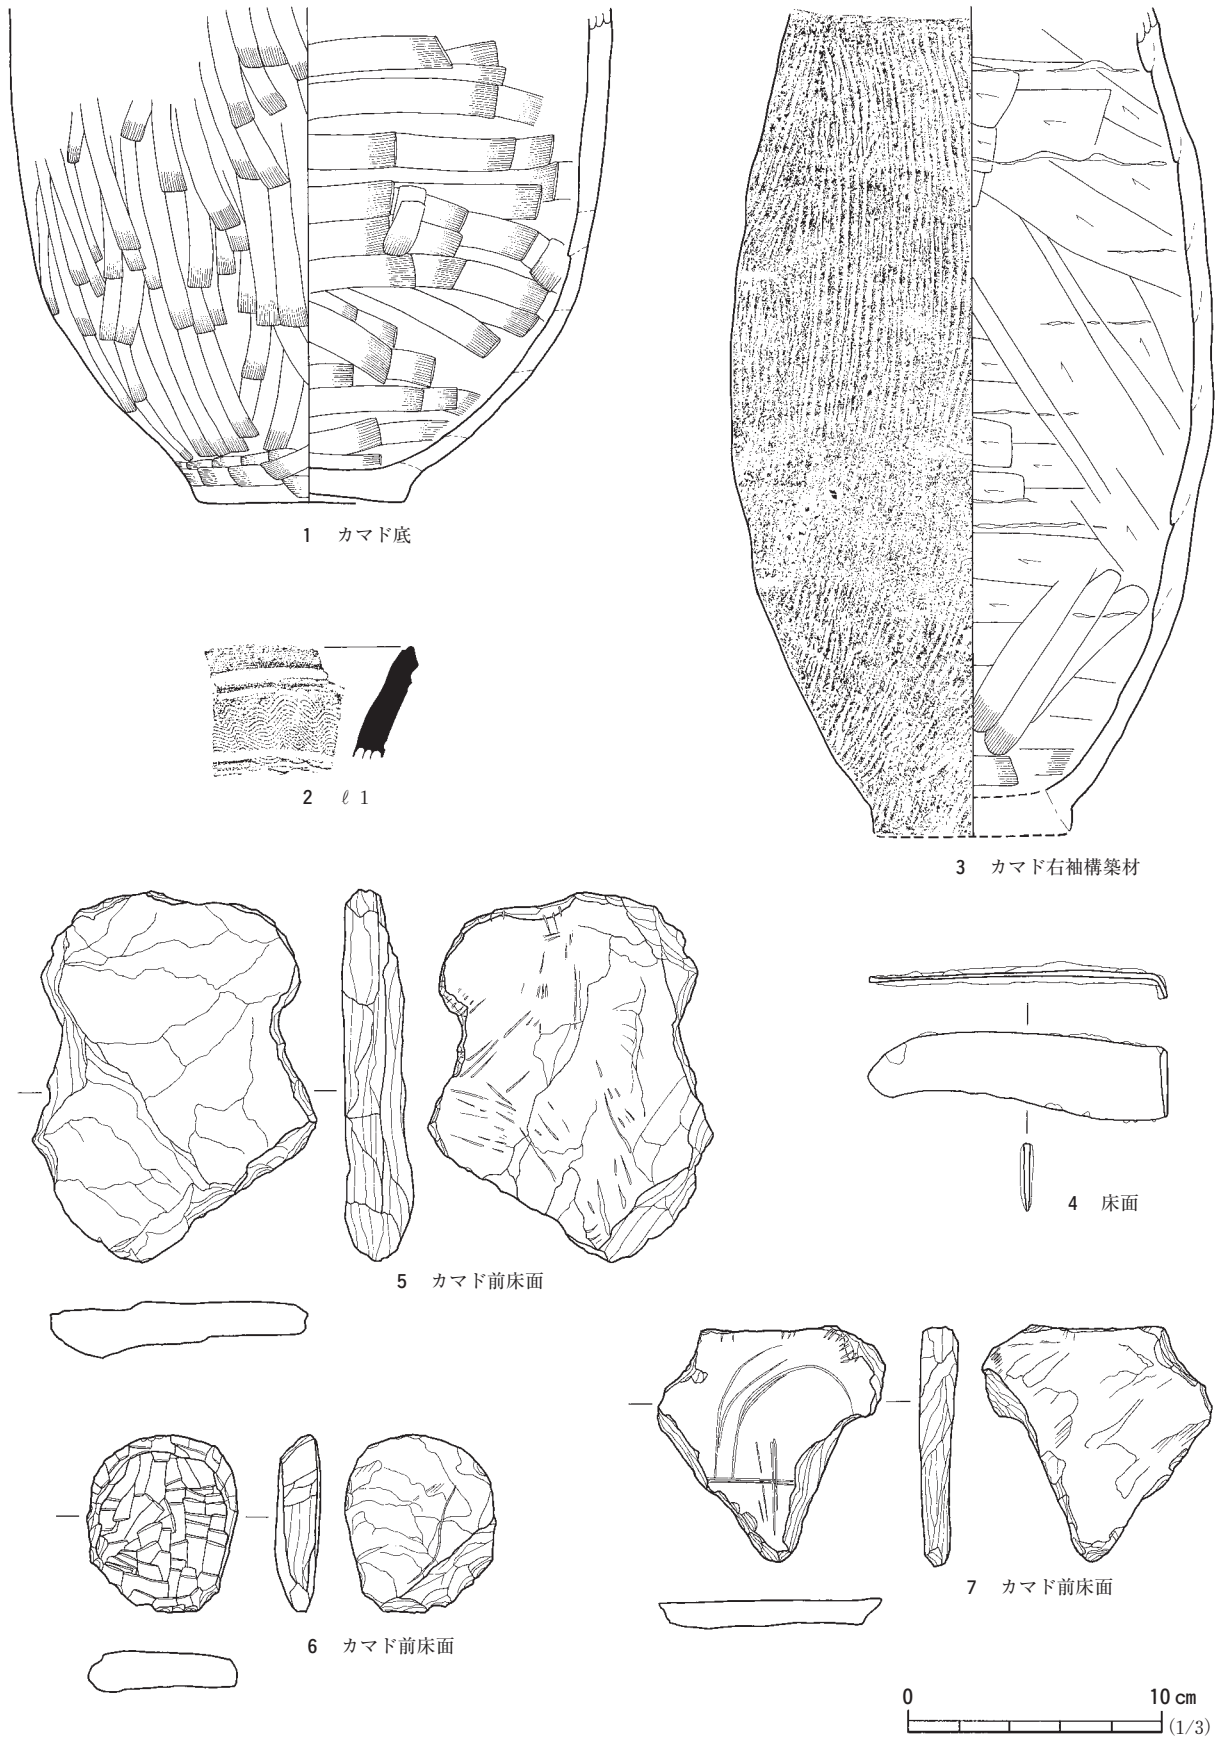 1 カマド底
2 ℓ 1
3 カマド右袖構築材
4 床面
5 カマド前床面
6 カマド前床面
7 カマド前床面
0 10 cm
(1/3)